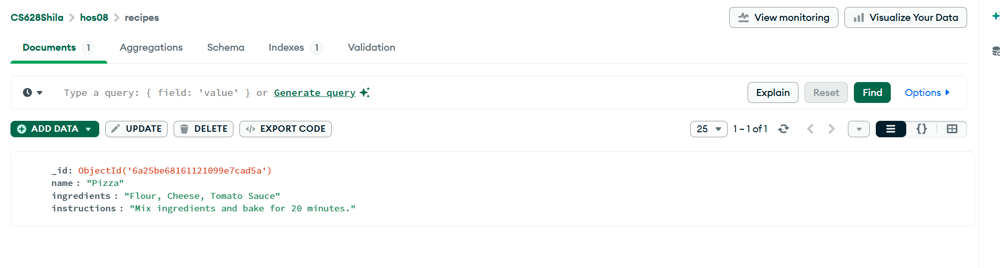 CS628Shila > hos08 > recipes
View monitoring
Visualize Your Data
Documents 1 Aggregations Schema Indexes 1 Validation
Type a query: { field: 'value' } or Generate query
Explain Reset Find Options
ADD DATA UPDATE DELETE EXPORT CODE
25 1 – 1 of 1 {}
_id: ObjectId('6a25be68161121099e7cad5a')
name : "Pizza"
ingredients : "Flour, Cheese, Tomato Sauce"
instructions : "Mix ingredients and bake for 20 minutes."